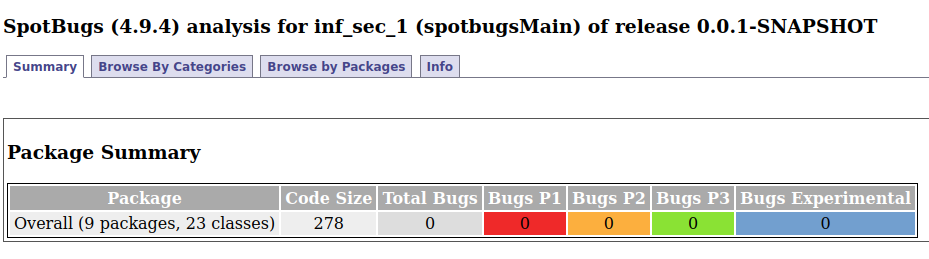 SpotBugs (4.9.4) analysis for inf_sec_1 (spotbugsMain) of release 0.0.1-SNAPSHOT
Summary Browse By Categories Browse by Packages Info
Package Summary
Package Code Size Total Bugs Bugs P1 Bugs P2 Bugs P3 Bugs Experimental
Overall (9 packages, 23 classes) 278 0 0 0 0 0